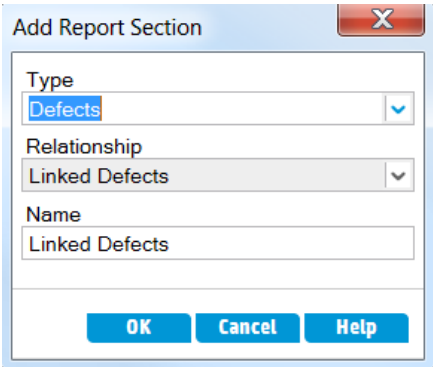 Add Report Section
X
Type
Defects
Relationship
Linked Defects
Name
Linked Defects
OK Cancel Help